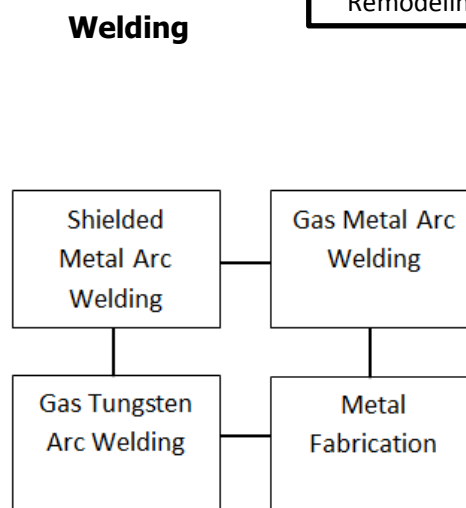 Welding
Shielded
Metal Arc
Welding
Gas Metal Arc
Welding
Gas Tungsten
Arc Welding
Metal
Fabrication